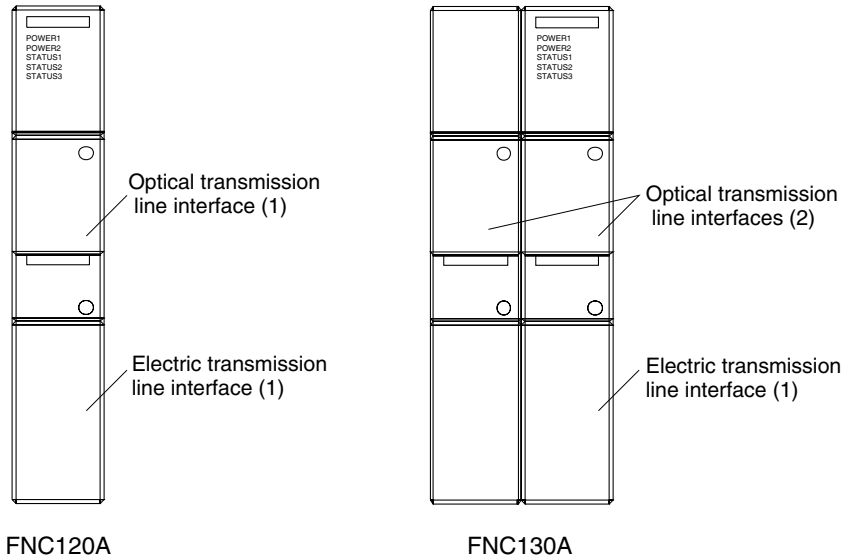 POWER1
POWER2
STATUS1
STATUS2
STATUS3
Optical transmission
line interface (1)
Electric transmission
line interface (1)
FNC120A
POWER1
POWER2
STATUS1
STATUS2
STATUS3
Optical transmission
line interfaces (2)
Electric transmission
line interface (1)
FNC130A